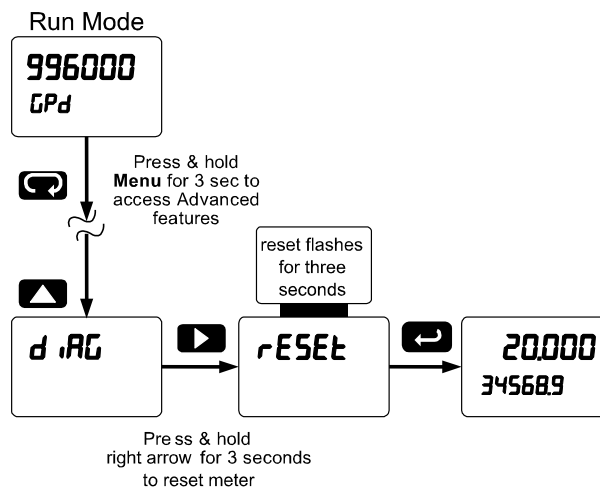 Run Mode
996000
GPd
Press & hold
Menu for 3 sec to
access Advanced
features
reset flashes
for three
seconds
diAG
rESEt
20.000
34568.9
Press & hold
right arrow for 3 seconds
to reset meter